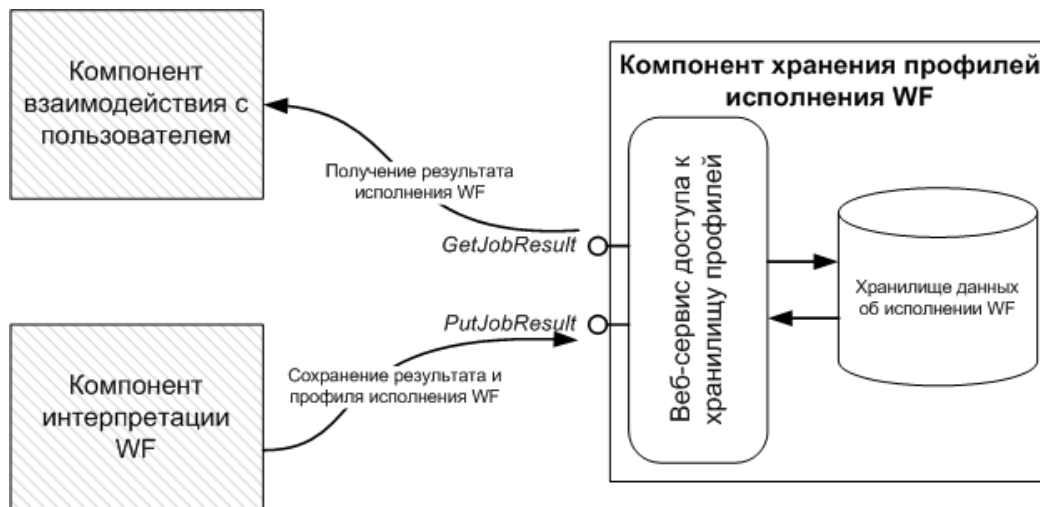 Компонент
взаимодействия с
пользователем
Получение результата
исполнения WF
GetJobResult
PutJobResult
Компонент
интерпретации
WF
Сохранение результата и
профиля исполнения WF
Компонент хранения профилей
исполнения WF
Веб-сервис доступа к
хранилищу профилей
Хранилище данных
об исполнении WF